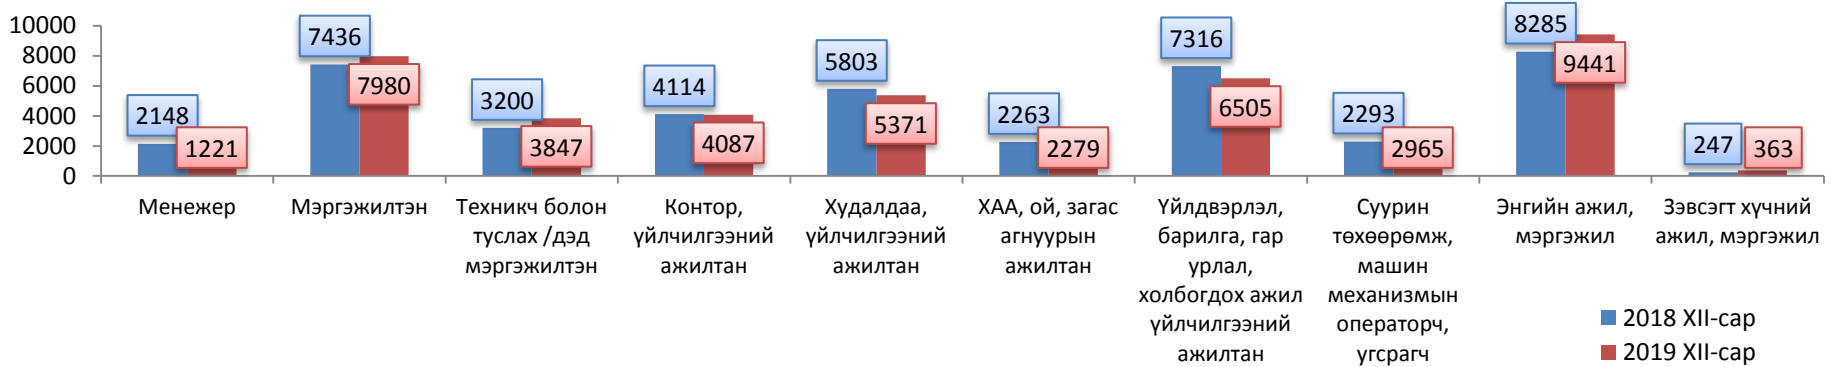 10000
8000
6000
4000
2000
0
2148
1221
7436
7980
3200
3847
4114
4087
5803
5371
2263
2279
7316
6505
2293
2965
8285
9441
247
363
Менежер
Мэргэжилтэн
Техникч болон
туслах /дэд
мэргэжилтэн
Контор,
үйлчилгээний
ажилтан
Худалдаа,
үйлчилгээний
ажилтан
ХАА, ой, загас
агнуурын
ажилтан
Үйлдвэрлэл,
барилга, гар
урлал,
холбогдох ажил
үйлчилгээний
ажилтан
Суурин
төхөөрөмж,
машин
механизмын
операторч,
угсрагч
Энгийн ажил,
мэргэжил
Зэвсэгт хүчний
ажил, мэргэжил
2018 XII-сар
2019 XII-сар